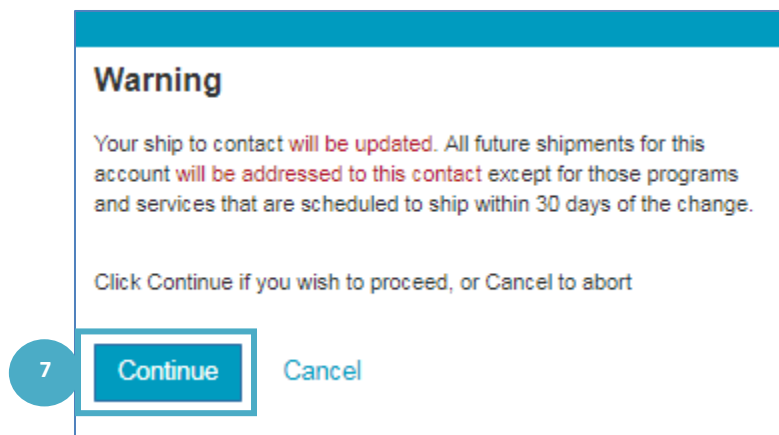 Warning
Your ship to contact will be updated. All future shipments for this
account will be addressed to this contact except for those programs
and services that are scheduled to ship within 30 days of the change.
Click Continue if you wish to proceed, or Cancel to abort
7 Continue Cancel